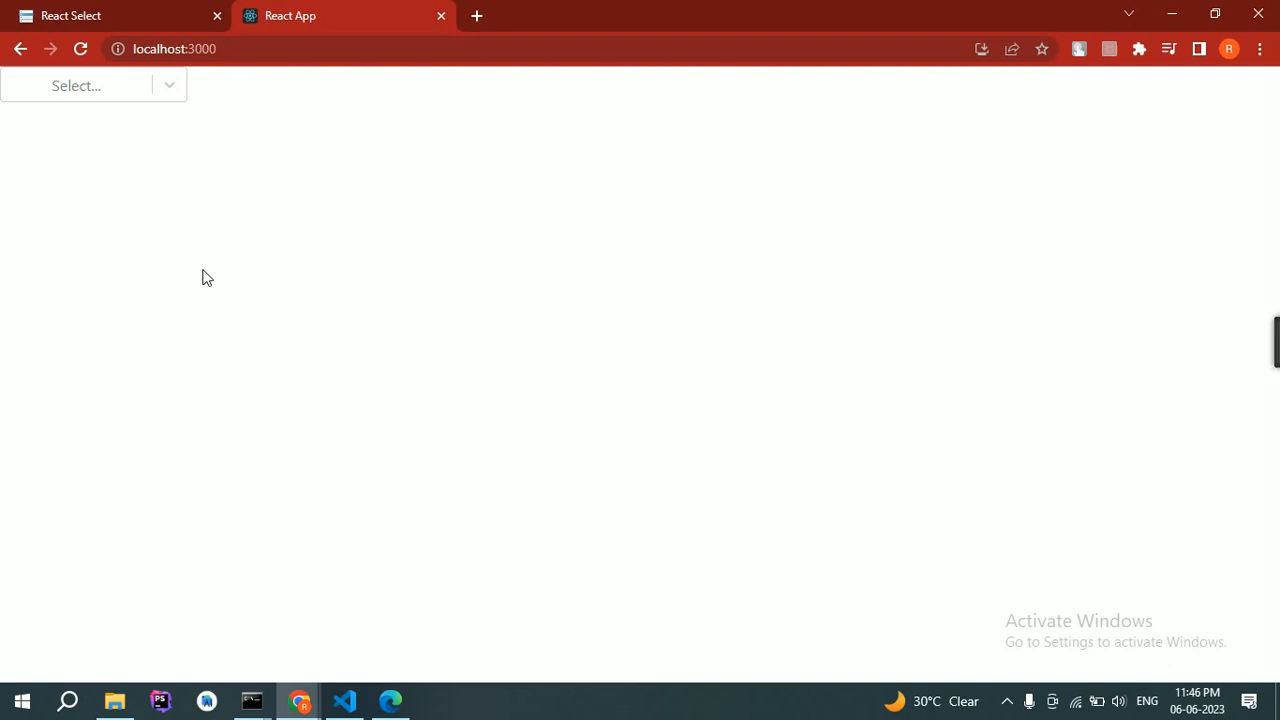 React Select
React App
localhost:3000
R
Select...
Activate Windows
Go to Settings to activate Windows.
PS
R
30°C Clear
ENG
11:46 PM
06-06-2023